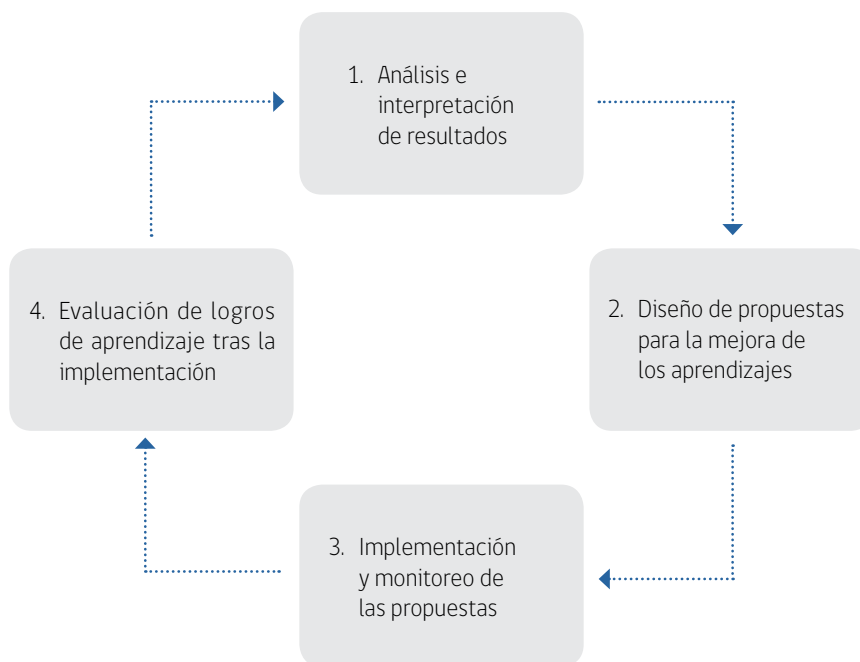 1. Análisis e
interpretación
de resultados
2. Diseño de propuestas
para la mejora de
los aprendizajes
3. Implementación
y monitoreo de
las propuestas
4. Evaluación de logros
de aprendizaje tras la
implementación